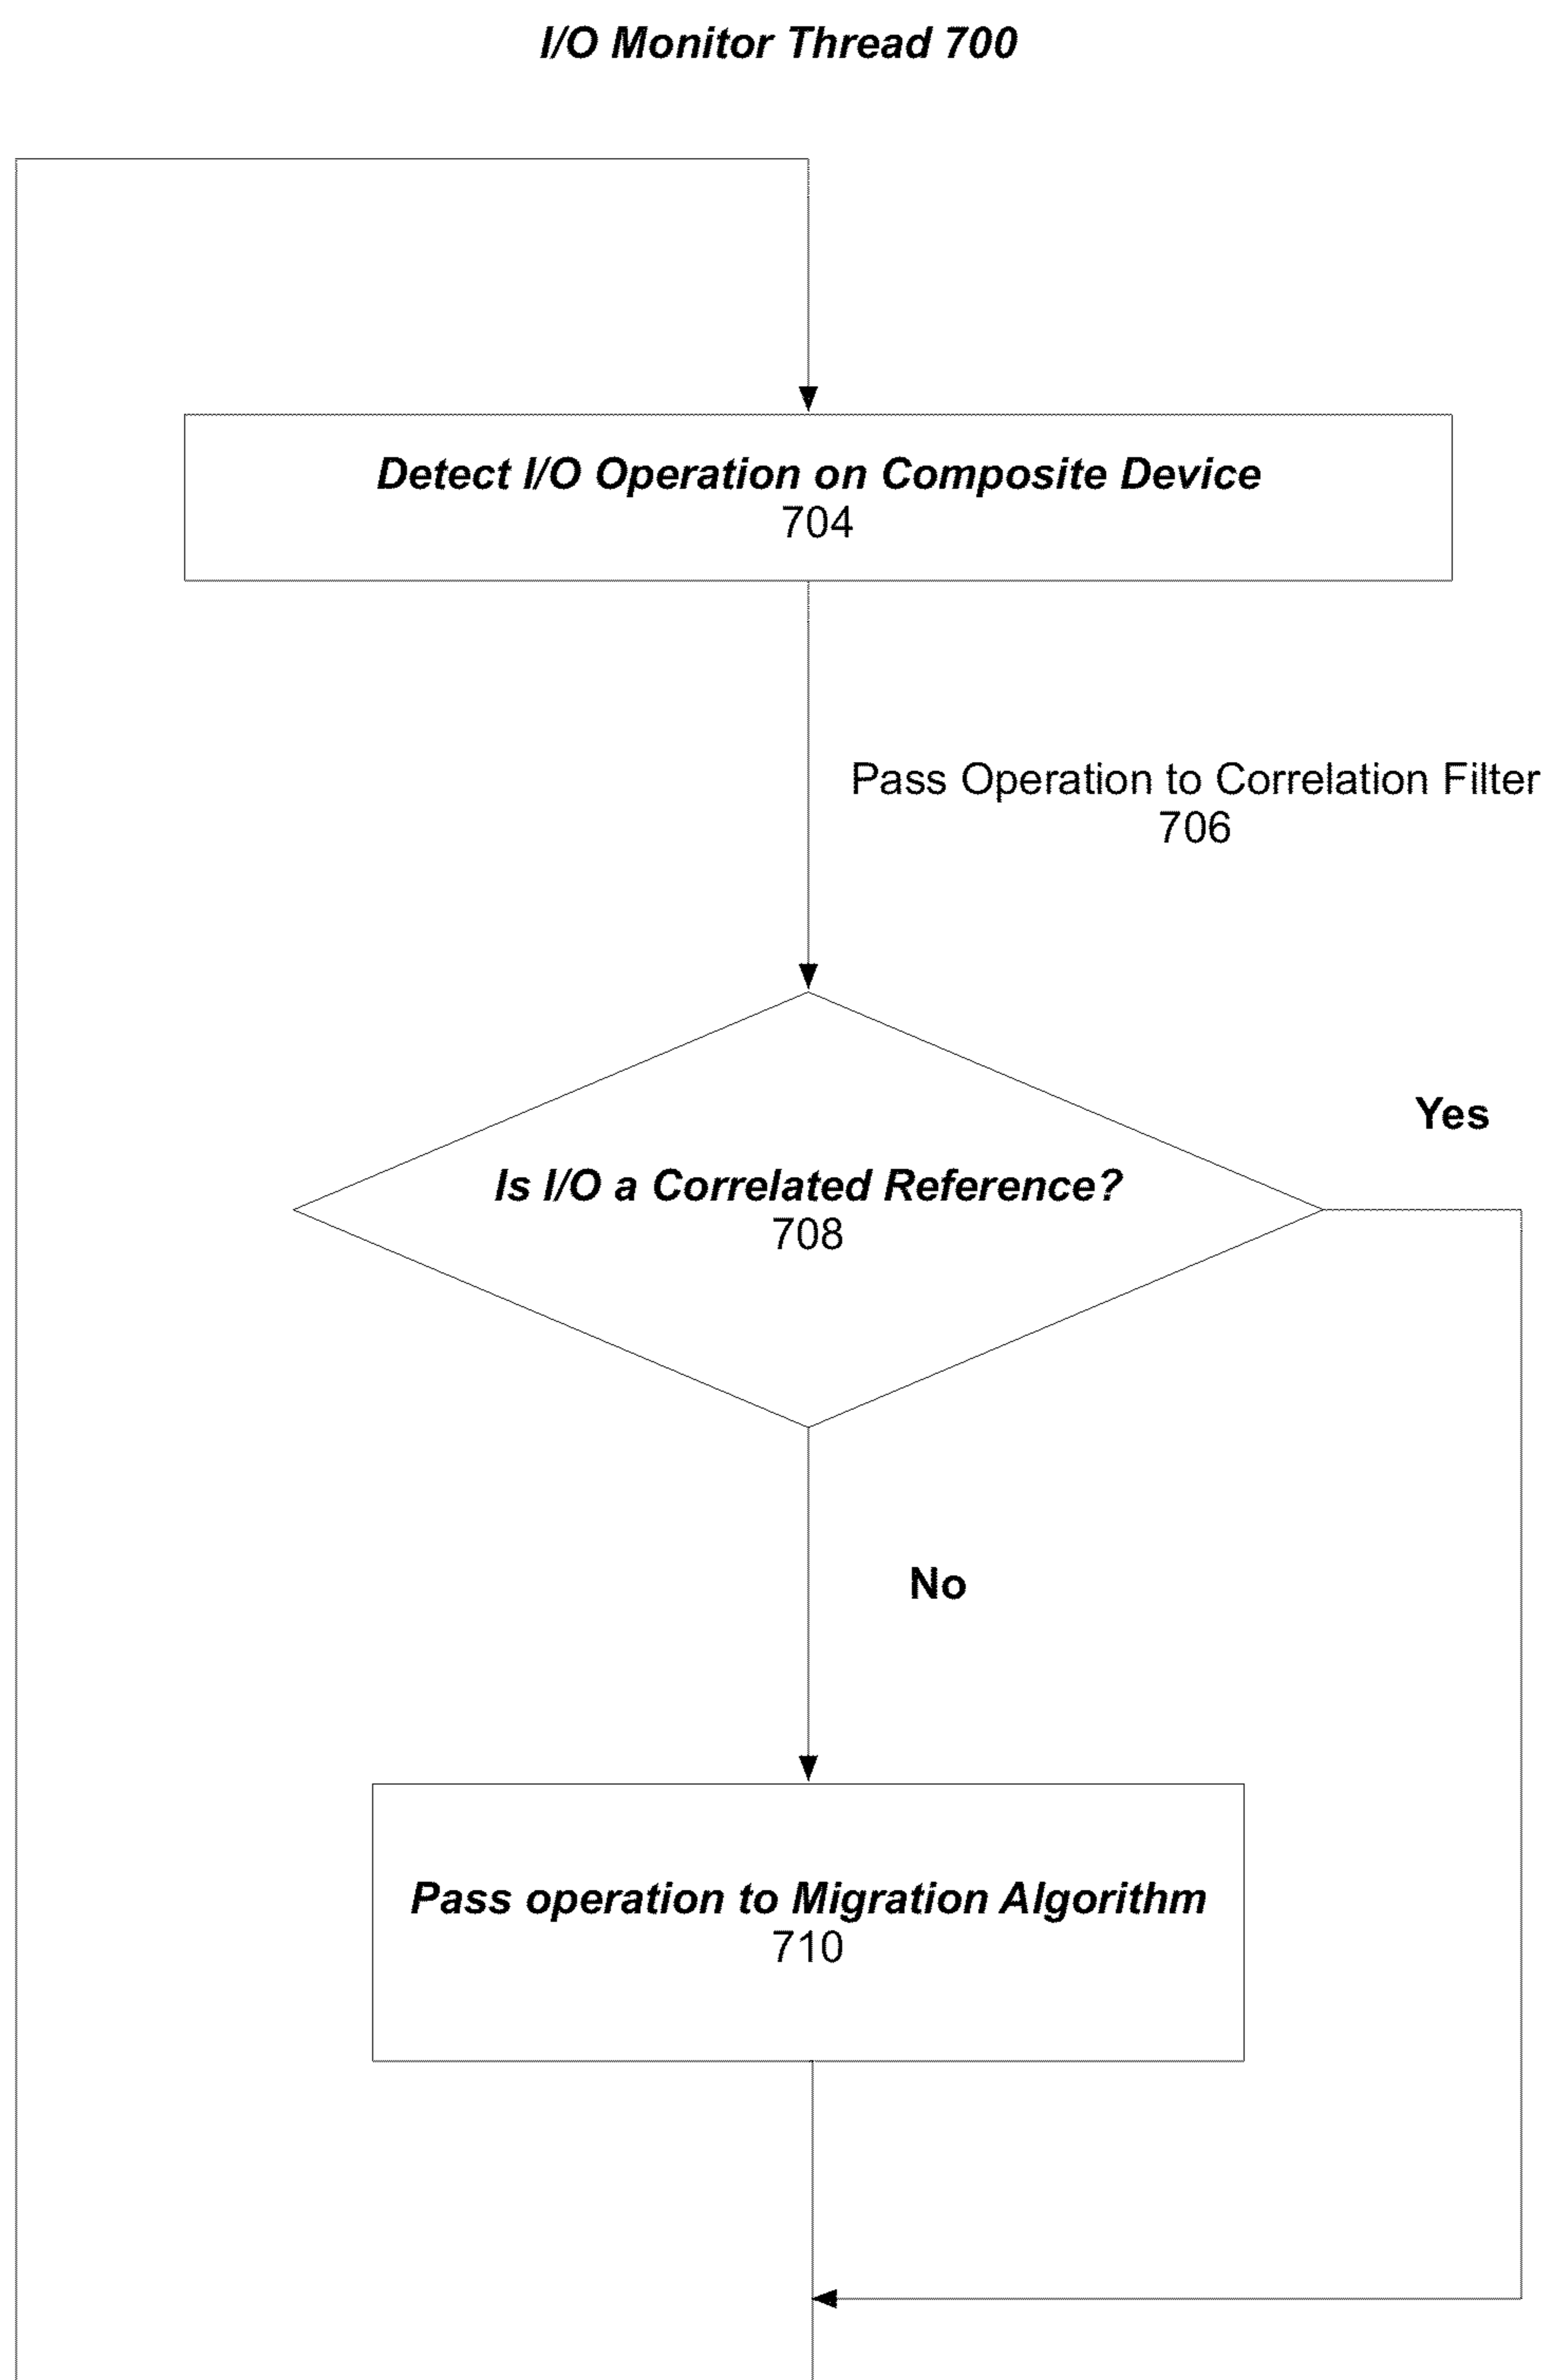 I/O Monitor Thread 700
Detect I/O Operation on Composite Device
704
Pass Operation to Correlation Filter
706
Yes
Is I/O a Correlated Reference?
708
No
Pass operation to Migration Algorithm
710